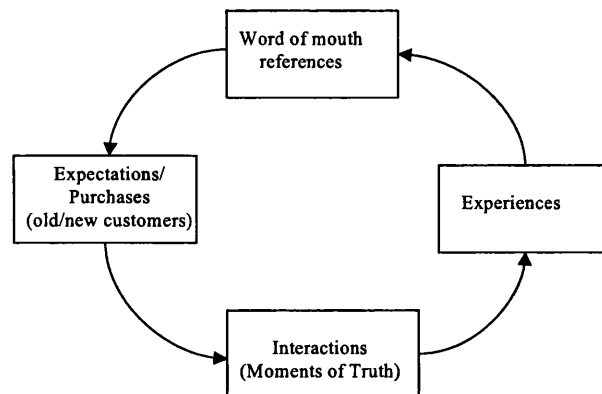 Word of mouth
references
Expectations/
Purchases
(old/new customers)
Experiences
Interactions
(Moments of Truth)